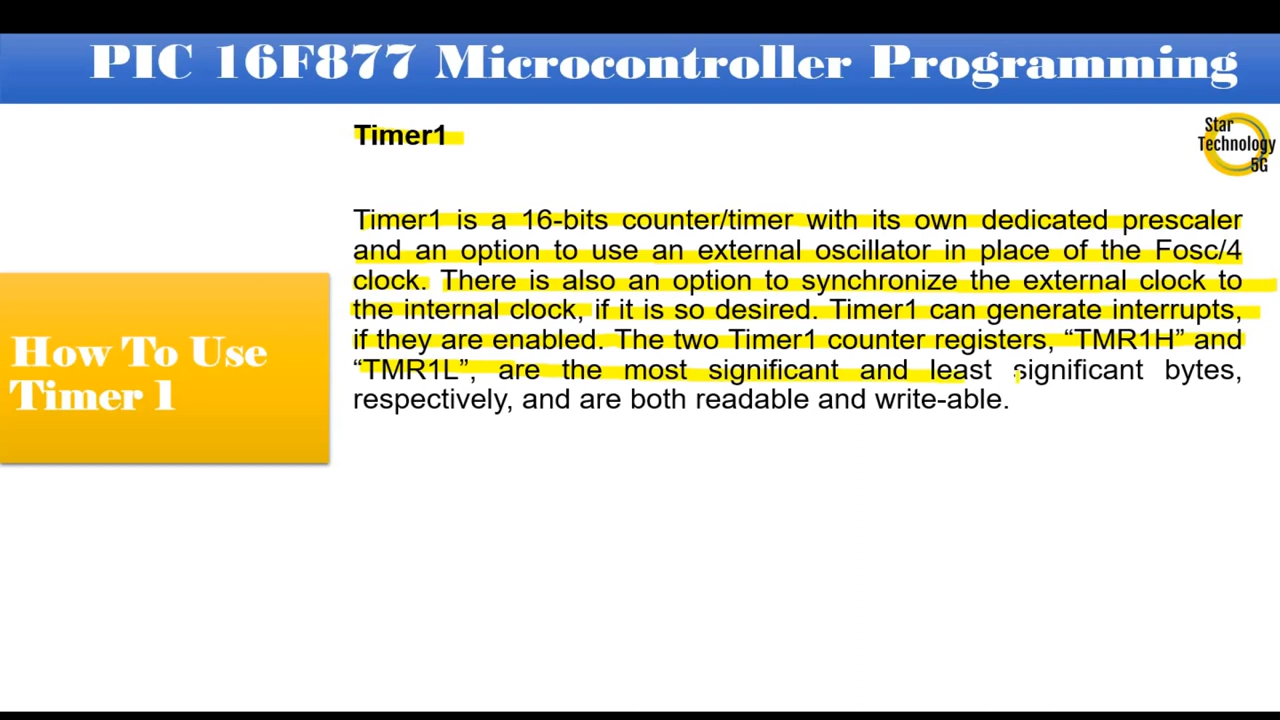 PIC 16F877 Microcontroller Programming
Timer1
Star
Technology
5G
Timer1 is a 16-bits counter/timer with its own dedicated prescaler
and an option to use an external oscillator in place of the Fosc/4
clock. There is also an option to synchronize the external clock to
the internal clock, if it is so desired. Timer1 can generate interrupts,
if they are enabled. The two Timer1 counter registers, “TMR1H” and
“TMR1L”, are the most significant and least significant bytes,
respectively, and are both readable and write-able.
How To Use
Timer 1